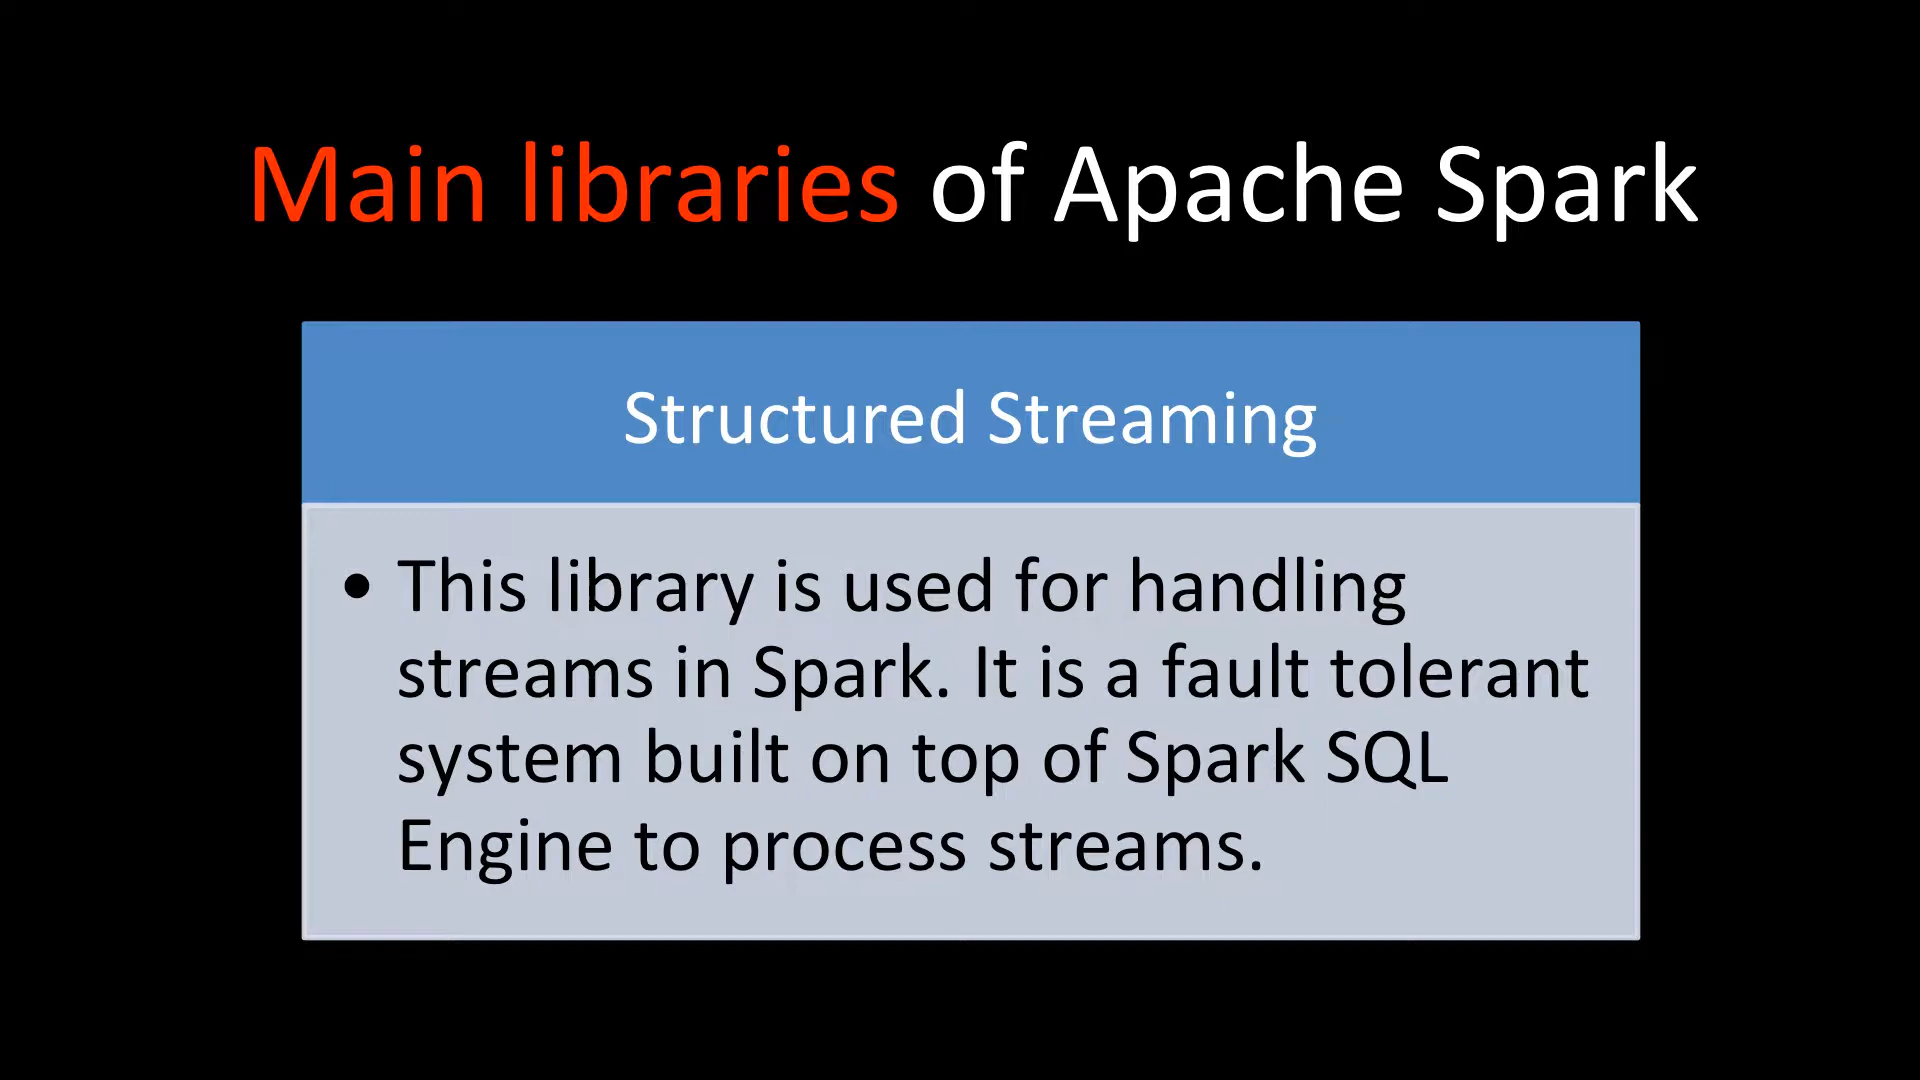 Main libraries of Apache Spark
Structured Streaming
• This library is used for handling
streams in Spark. It is a fault tolerant
system built on top of Spark SQL
Engine to process streams.